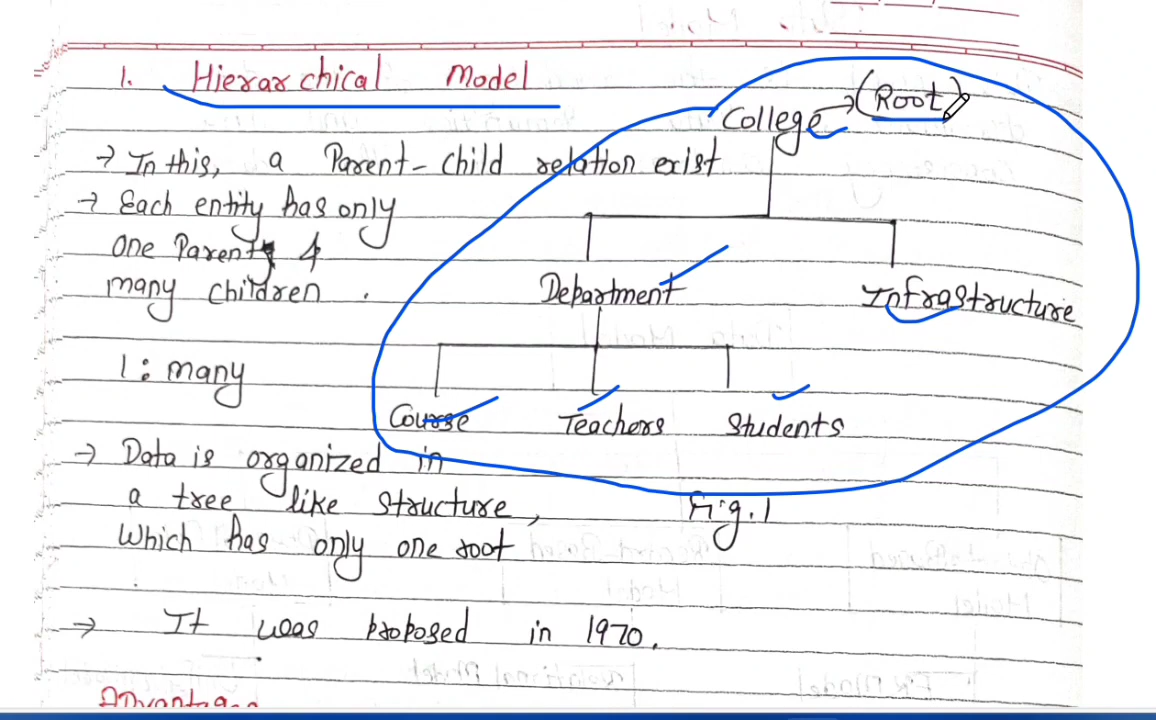 1. Hierarchical Model
College → (Root)
→ In this, a Parent-child relation exist
→ Each entity has only
one Parent &
many children.
Department Infrastructure
1 : many
Course Teachers Students
→ Data is organized in
a tree like structure,
Which has only one root
Fig.1
→ It was proposed in 1970.
Advantage